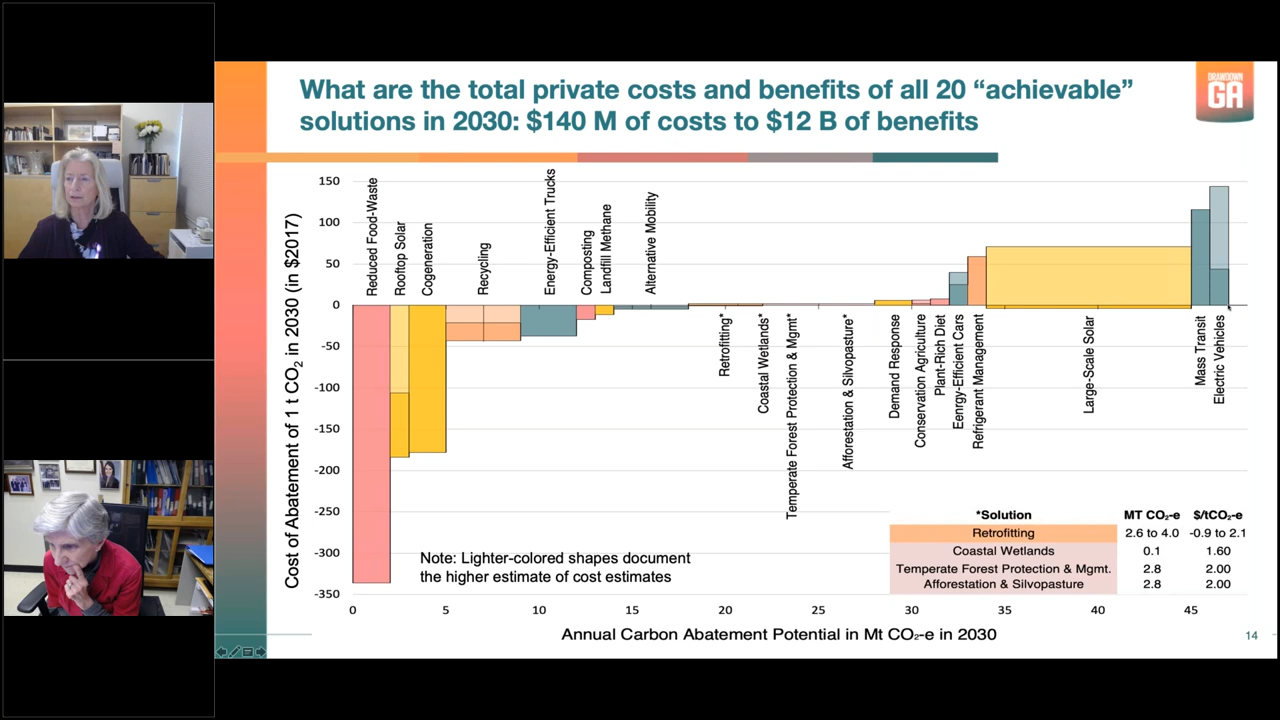 What are the total private costs and benefits of all 20 “achievable”
solutions in 2030: $140 M of costs to $12 B of benefits
DRAWDOWN
GA
Cost of Abatement of 1 t CO₂ in 2030 (in $2017)
150
100
50
0
-50
-100
-150
-200
-250
-300
-350
Reduced Food-Waste
Rooftop Solar
Cogeneration
Recycling
Energy-Efficient Trucks
Composting
Landfill Methane
Alternative Mobility
Retrofitting*
Coastal Wetlands*
Temperate Forest Protection & Mgmt*
Afforestation & Silvopasture*
Demand Response
Conservation Agriculture
Plant-Rich Diet
Eenrgy-Efficient Cars
Refrigerant Management
Large-Scale Solar
Mass Transit
Electric Vehicles
Note: Lighter-colored shapes document
the higher estimate of cost estimates
*Solution MT CO₂-e $/tCO₂-e
Retrofitting 2.6 to 4.0 -0.9 to 2.1
Coastal Wetlands 0.1 1.60
Temperate Forest Protection & Mgmt. 2.8 2.00
Afforestation & Silvopasture 2.8 2.00
0 5 10 15 20 25 30 35 40 45
Annual Carbon Abatement Potential in Mt CO₂-e in 2030
14